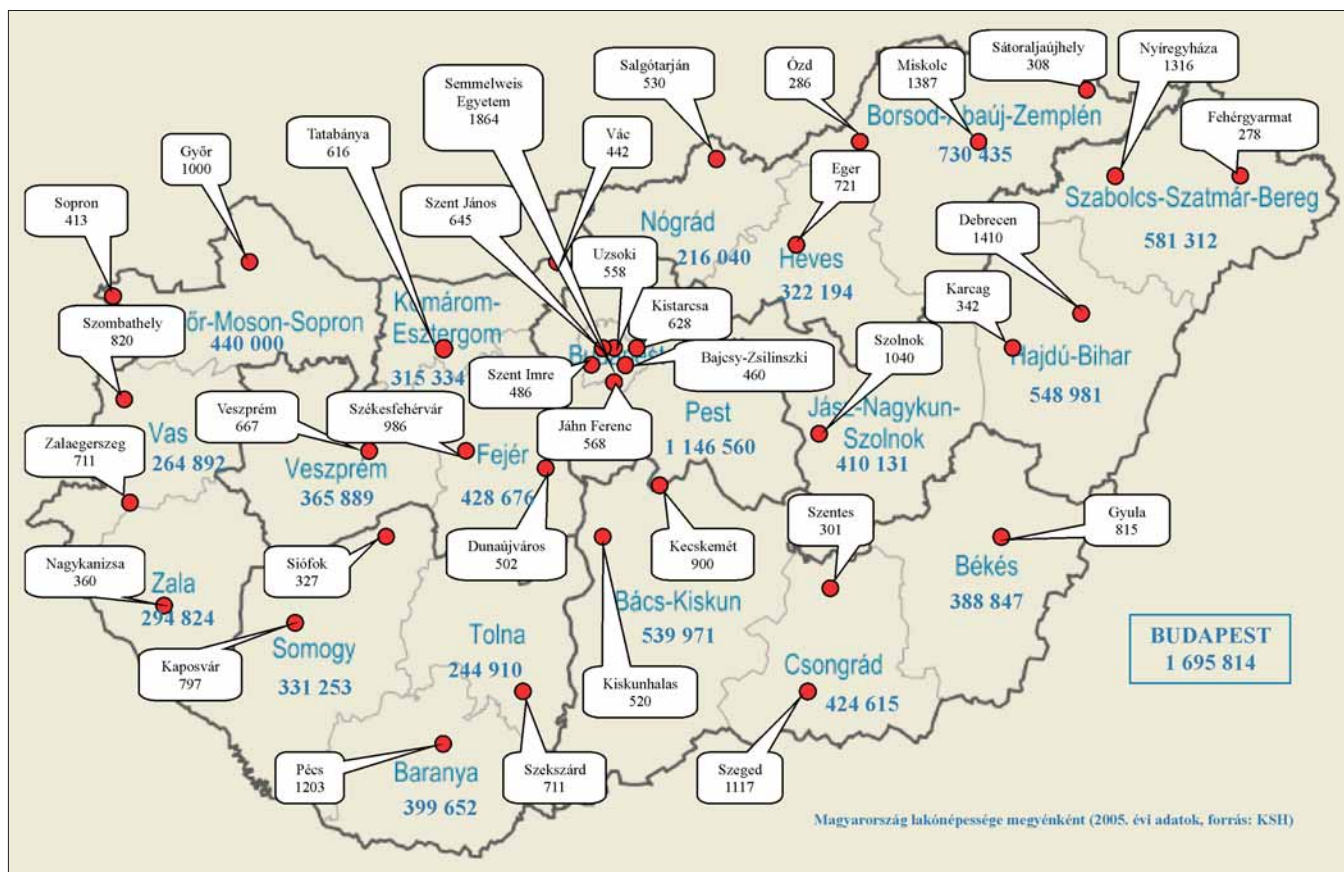 Sátoraljaújhely
308
Nyíregyháza
1316
Salgótarján
530
Ózd
286
Miskolc
1387
Semmelweis
Egyetem
1864
Borsod-Abaúj-Zemplén
730 435
Fehérgyarmat
278
Tatabánya
616
Vác
442
Győr
1000
Eger
721
Sopron
413
Szent János
645
Nógrád
216 040
Szabolcs-Szatmár-Bereg
581 312
Debrecen
1410
Uzsoki
558
Heves
322 194
Karcag
342
Komárom-
Esztergom
315 334
Kistarcsa
628
Szombathely
820
Győr-Moson-Sopron
440 000
Szolnok
1040
Hajdú-Bihar
548 981
Budapest
Szent Imre
486
Bajcsy-Zsilinszki
460
Veszprém
667
Székesfehérvár
986
Jáhn Ferenc
568
Pest
1 146 560
Jász-Nagykun-
Szolnok
410 131
Zalaegerszeg
711
Vas
264 892
Veszprém
365 889
Fejér
428 676
Szentes
301
Gyula
815
Nagykanizsa
360
Siófok
327
Dunaújváros
502
Kecskemét
900
Zala
294 824
Békés
388 847
Bács-Kiskun
539 971
Kaposvár
797
Somogy
331 253
Tolna
244 910
BUDAPEST
1 695 814
Kiskunhalas
520
Csongrád
424 615
Pécs
1203
Baranya
399 652
Szekszárd
711
Szeged
1117
Magyarország lakónépessége megyénként (2005. évi adatok, forrás: KSH)